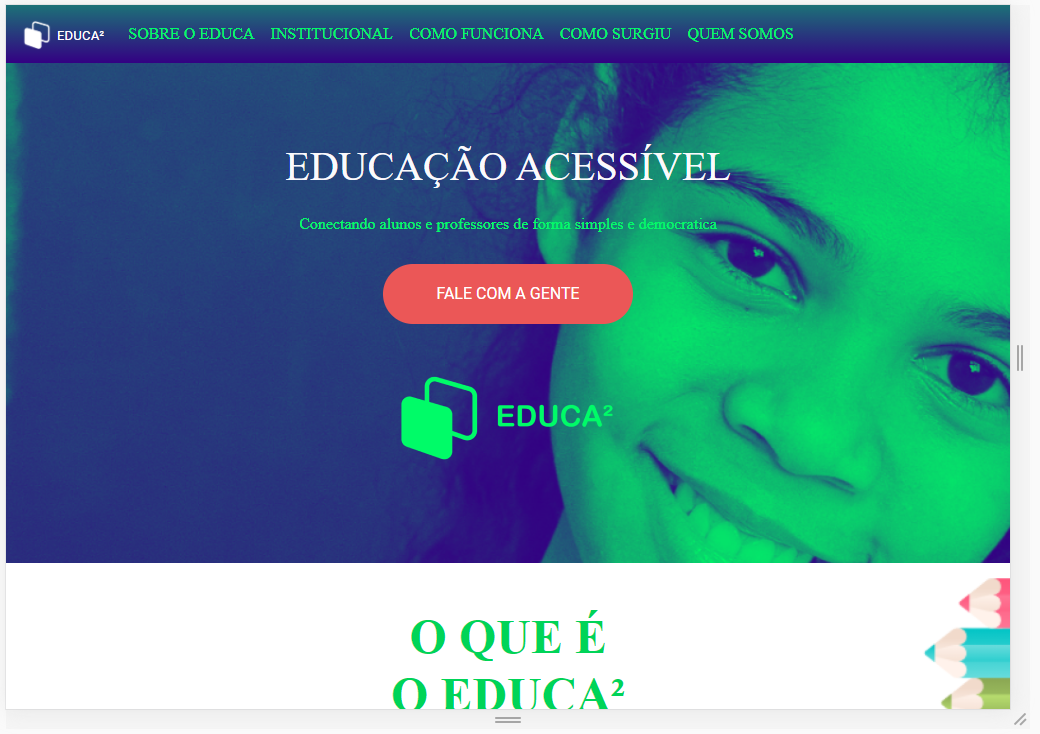 EDUCA² SOBRE O EDUCA INSTITUCIONAL COMO FUNCIONA COMO SURGIU QUEM SOMOS
EDUCAÇÃO ACESSÍVEL
Conectando alunos e professores de forma simples e democratica
FALE COM A GENTE
EDUCA²
O QUE É
O EDUCA²